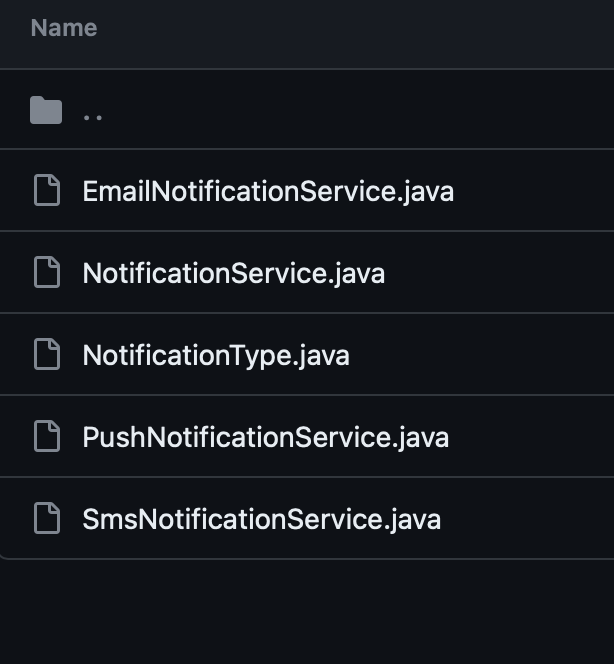 Name
..
EmailNotificationService.java
NotificationService.java
NotificationType.java
PushNotificationService.java
SmsNotificationService.java